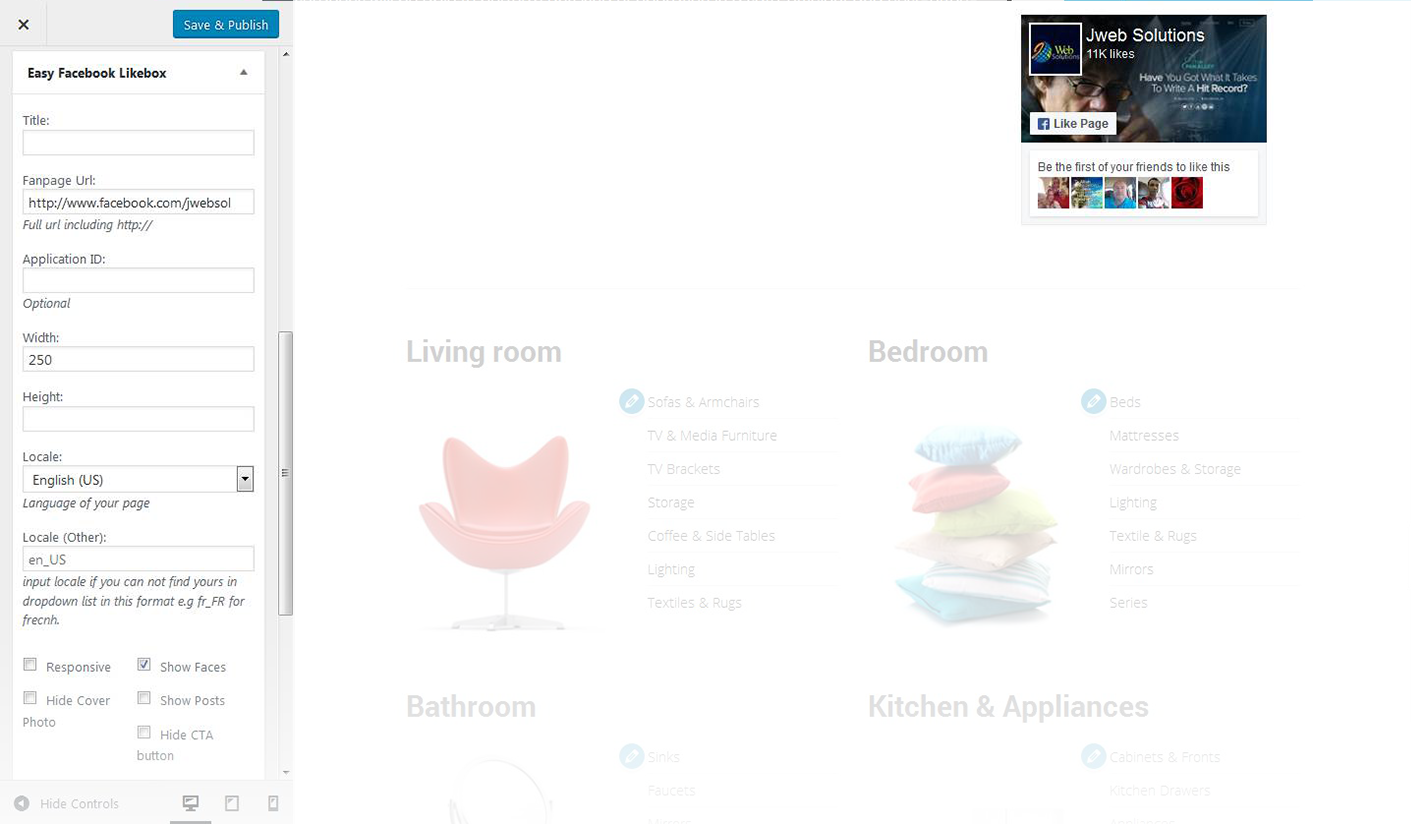 Save & Publish
Easy Facebook Likebox
Title:
Fanpage Url:
http://www.facebook.com/jwebsol
Full url including http://
Application ID:
Optional
Width:
250
Height:
Locale:
English (US)
Language of your page
Locale (Other):
en_US
input locale if you can not find yours in
dropdown list in this format e.g fr_FR for
frecnh.
Responsive
Show Faces
Hide Cover
Photo
Show Posts
Hide CTA
button
Hide Controls
Jweb Solutions
11K likes
Web
Solutions
Have You Got What It Takes
To Write A Hit Record?
Like Page
Be the first of your friends to like this
Living room
Sofas & Armchairs
TV & Media Furniture
TV Brackets
Storage
Coffee & Side Tables
Lighting
Textiles & Rugs
Bedroom
Beds
Mattresses
Wardrobes & Storage
Lighting
Textile & Rugs
Mirrors
Series
Bathroom
Sinks
Faucets
Mirrors
Kitchen & Appliances
Cabinets & Fronts
Kitchen Drawers
Appliances